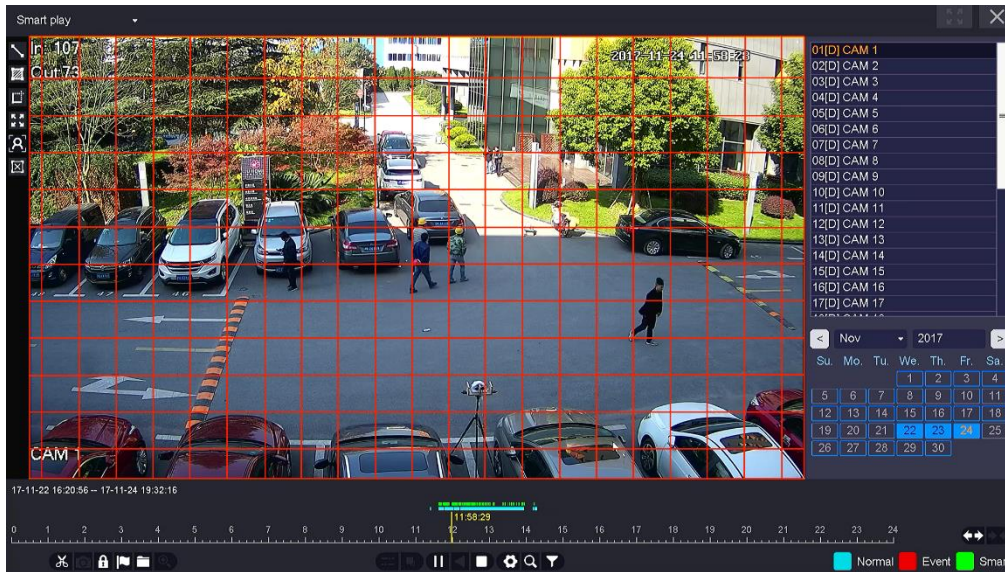 Smart play
In 107
Out 73
2017-11-24 11:58:28
CAM 1
01[D] CAM 1
02[D] CAM 2
03[D] CAM 3
04[D] CAM 4
05[D] CAM 5
06[D] CAM 6
07[D] CAM 7
08[D] CAM 8
09[D] CAM 9
10[D] CAM 10
11[D] CAM 11
12[D] CAM 12
13[D] CAM 13
14[D] CAM 14
15[D] CAM 15
16[D] CAM 16
17[D] CAM 17
< Nov 2017 >
Su. Mo. Tu. We. Th. Fr. Sa.
1 2 3 4
5 6 7 8 9 10 11
12 13 14 15 16 17 18
19 20 21 22 23 24 25
26 27 28 29 30
17-11-22 16:20:56 -- 17-11-24 19:32:16
11:58:29
0 1 2 3 4 5 6 7 8 9 10 11 12 13 14 15 16 17 18 19 20 21 22 23 24
Normal Event Smart